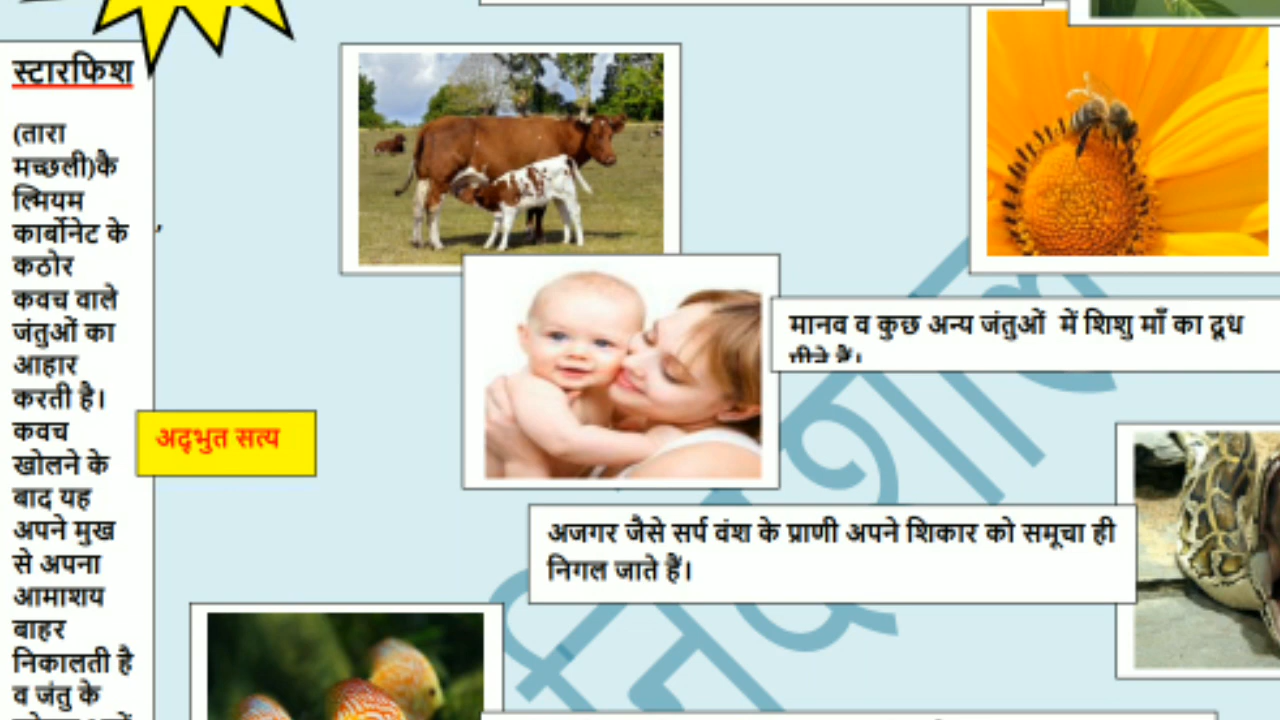 स्टारफिश
(तारा
मच्छली)कै
ल्शियम
कार्बोनेट के
कठोर
कवच वाले
जंतुओं का
आहार
करती है।
कवच
खोलने के
बाद यह
अपने मुख
से अपना
आमाशय
बाहर
निकालती है
व जंतु के
अदृभुत सत्य
मानव व कुछ अन्य जंतुओं में शिशु माँ का दूध
पीते हैं।
अजगर जैसे सर्प वंश के प्राणी अपने शिकार को समूचा ही
निगल जाते हैं।